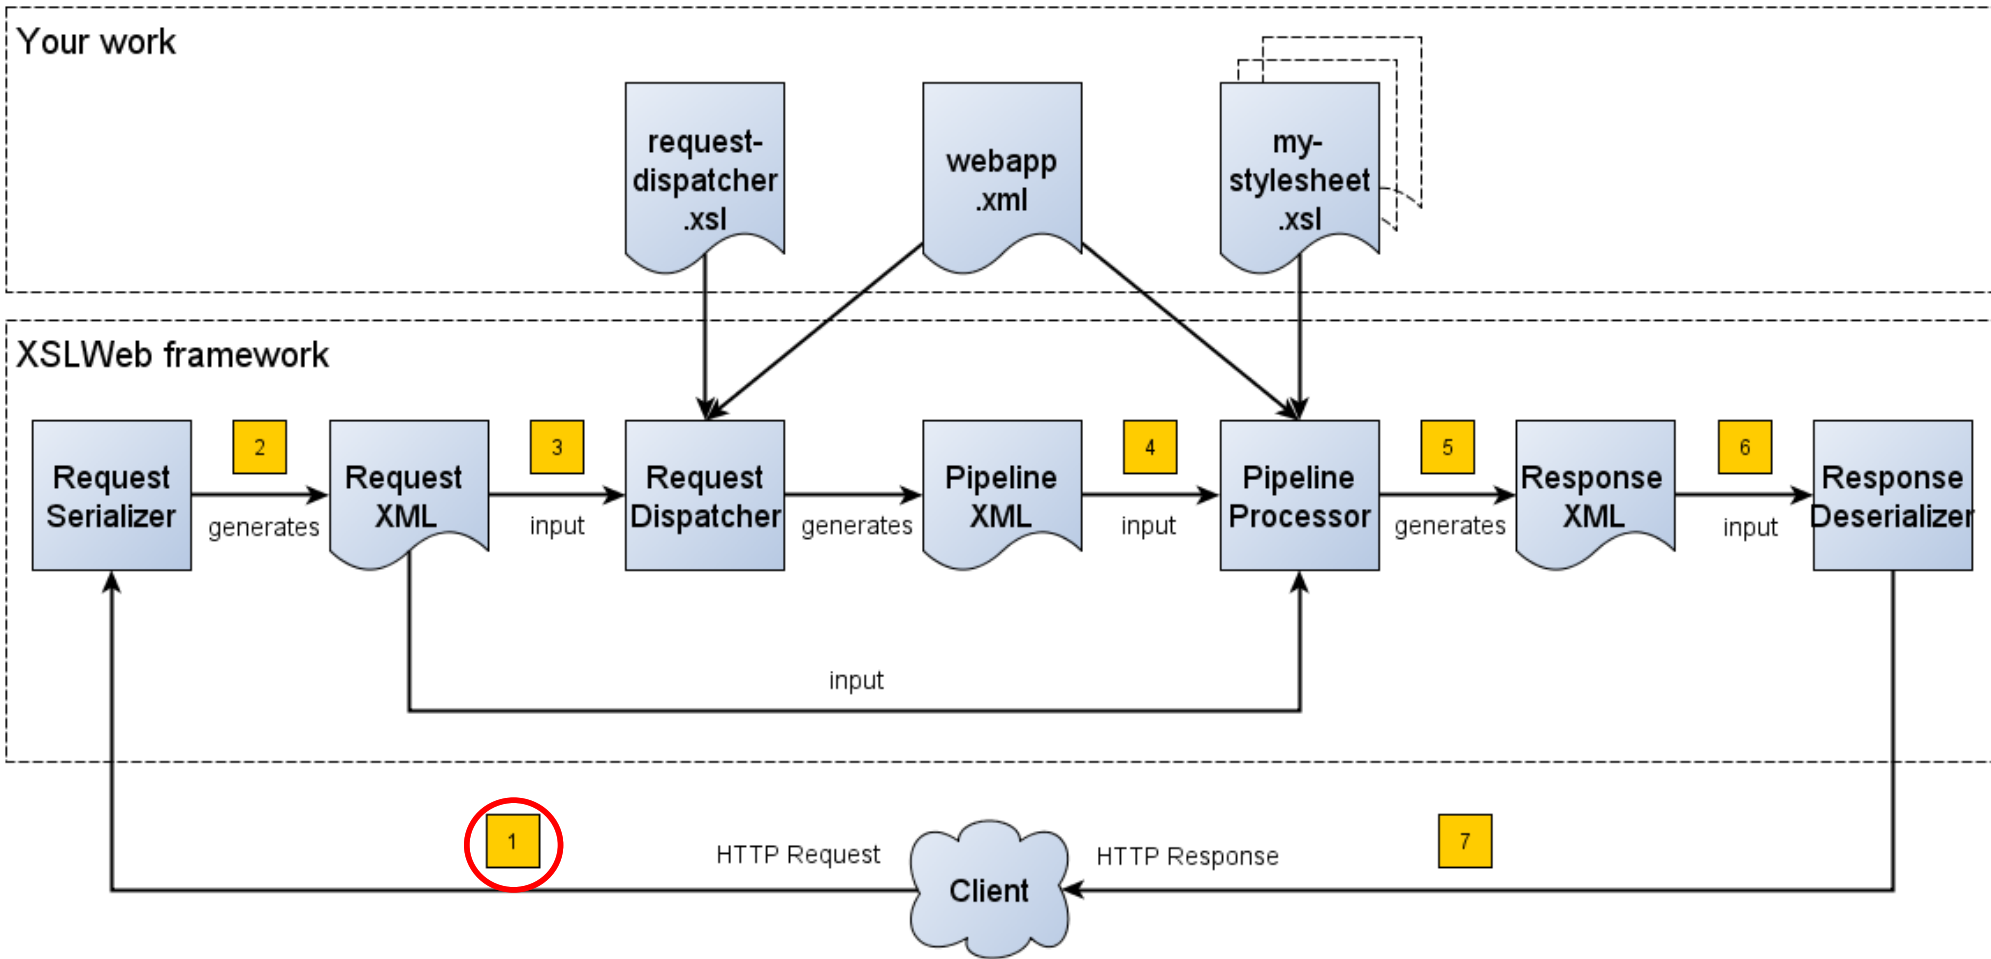 Your work
request-
dispatcher
.xsl
webapp
.xml
my-
stylesheet
.xsl
XSLWeb framework
Request
Serializer
2
generates
Request
XML
3
input
Request
Dispatcher
generates
Pipeline
XML
4
input
Pipeline
Processor
5
generates
Response
XML
6
input
Response
Deserializer
input
1
HTTP Request
Client
HTTP Response
7